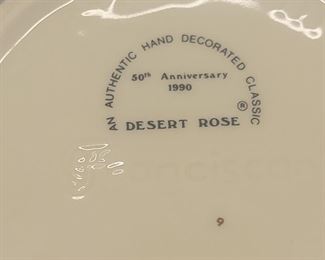 AN AUTHENTIC HAND DECORATED CLASSIC ®
50th Anniversary
1990
DESERT ROSE
9